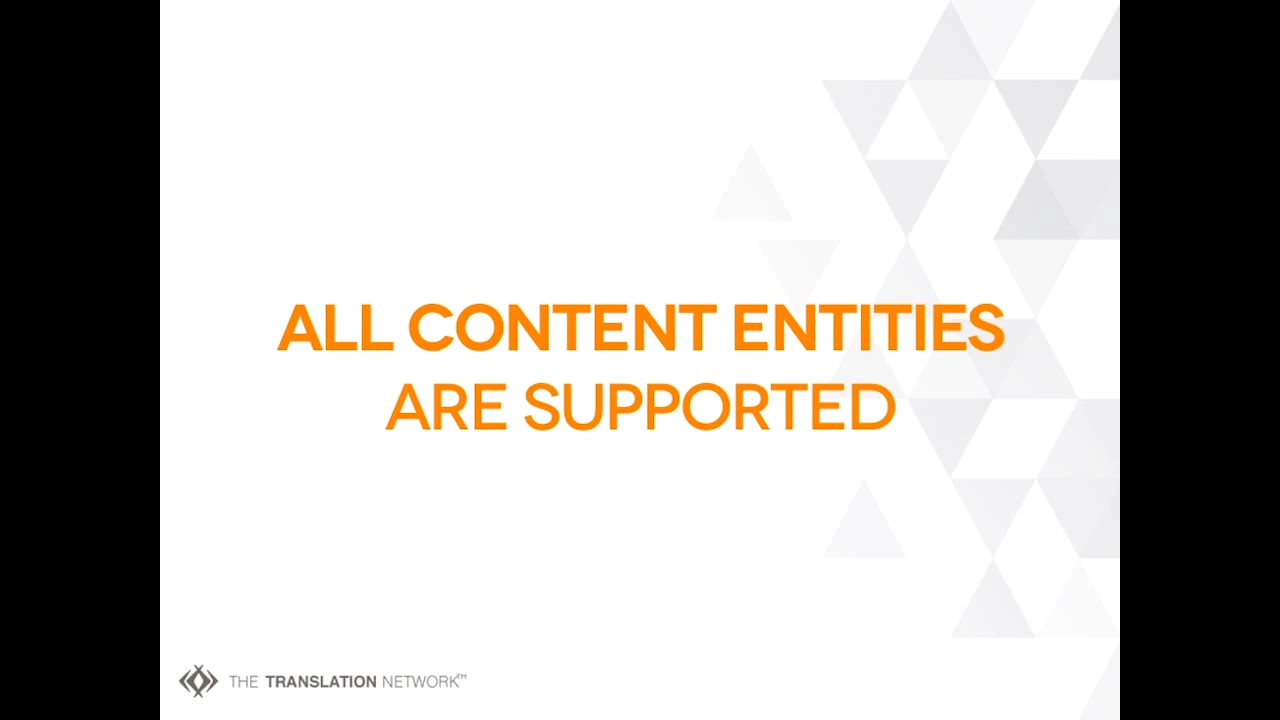 ALL CONTENT ENTITIES
ARE SUPPORTED
THE TRANSLATION NETWORK™